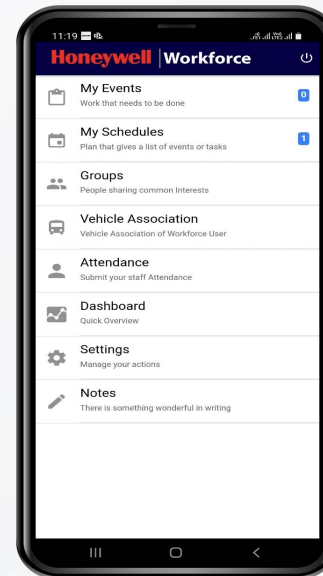 11:19
Honeywell | Workforce
My Events
Work that needs to be done
0
My Schedules
Plan that gives a list of events or tasks
1
Groups
People sharing common Interests
Vehicle Association
Vehicle Association of Workforce User
Attendance
Submit your staff Attendance
Dashboard
Quick Overview
Settings
Manage your actions
Notes
There is something wonderful in writing